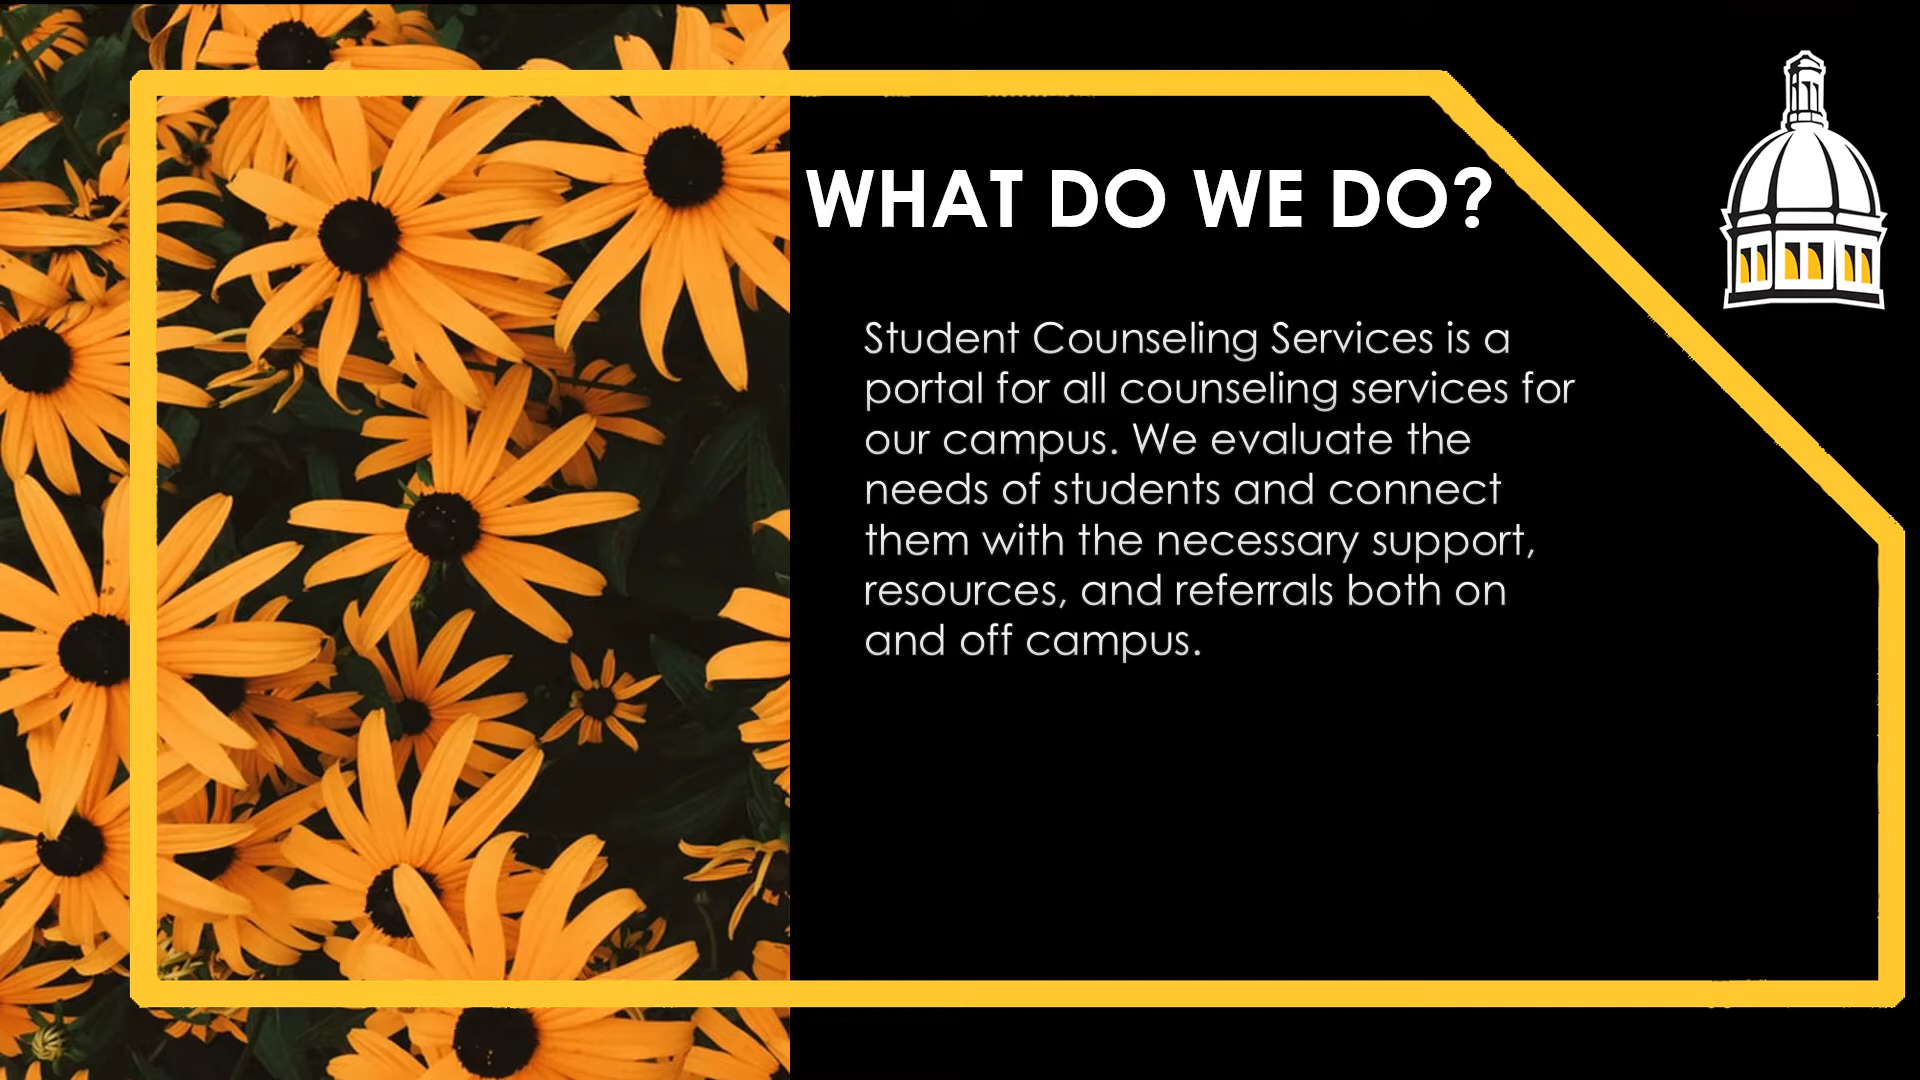 WHAT DO WE DO?
Student Counseling Services is a
portal for all counseling services for
our campus. We evaluate the
needs of students and connect
them with the necessary support,
resources, and referrals both on
and off campus.